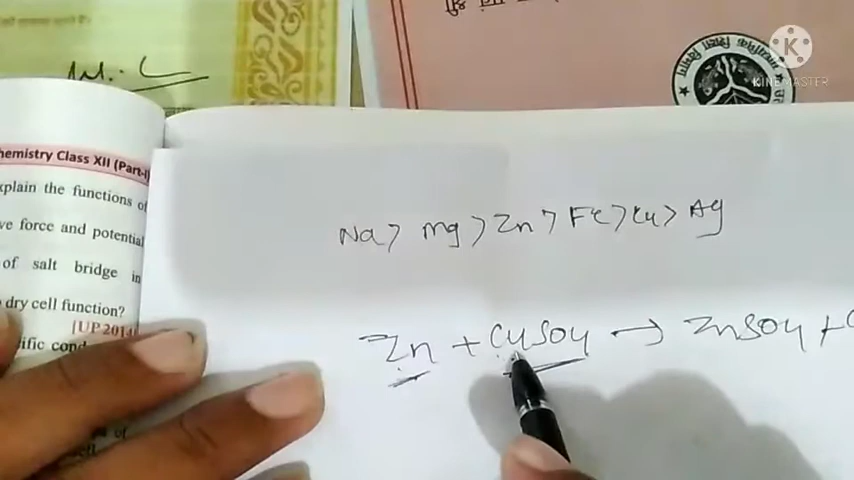 KINEMASTER
hemistry Class XII (Part-I
xplain the functions of
ve force and potential
of salt bridge in
dry cell function?
[UP 2014
ific cond
Na > Mg > Zn > Fe > Cu > Ag
Zn + CuSO4 → ZnSO4 + C